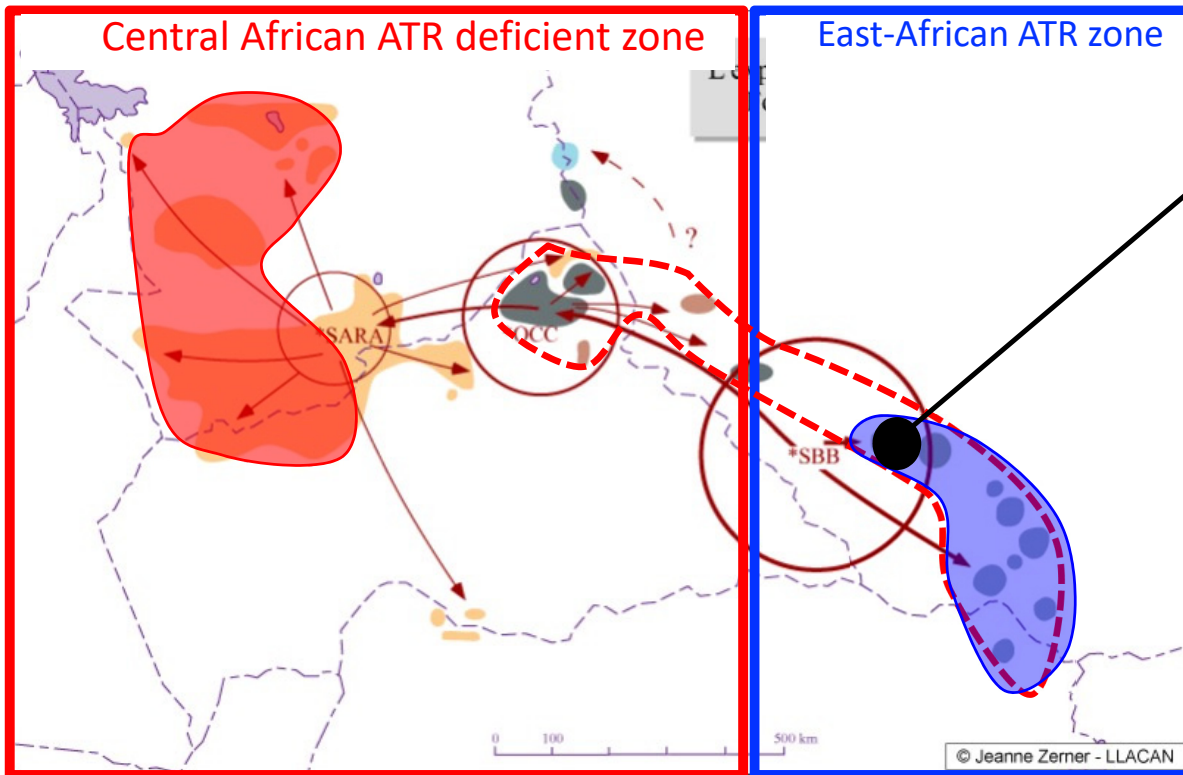 Central African ATR deficient zone
East-African ATR zone
?
*SARA
OCC
*SBB
0 100 500 km
© Jeanne Zerner - LLACAN